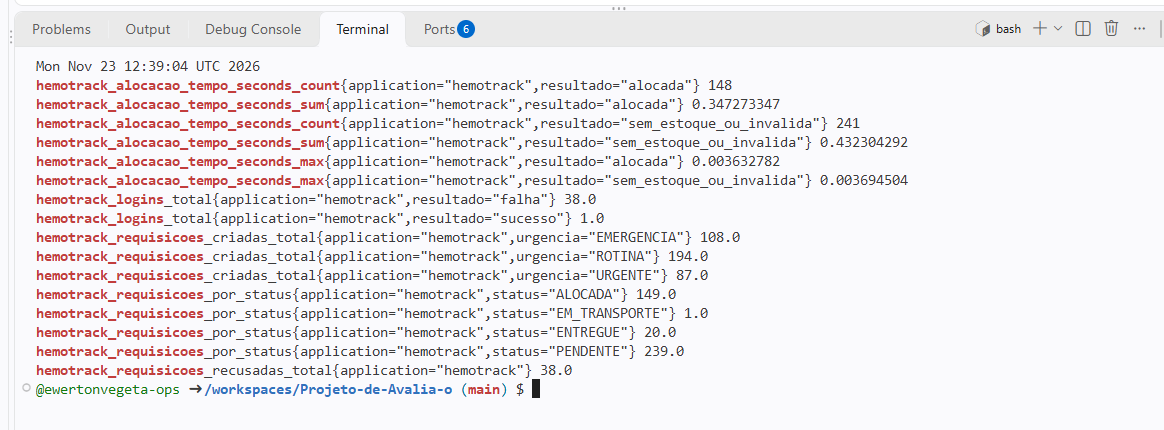 Problems Output Debug Console Terminal Ports 6 bash
Mon Nov 23 12:39:04 UTC 2026
hemotrack_alocacao_tempo_seconds_count{application="hemotrack",resultado="alocada"} 148
hemotrack_alocacao_tempo_seconds_sum{application="hemotrack",resultado="alocada"} 0.347273347
hemotrack_alocacao_tempo_seconds_count{application="hemotrack",resultado="sem_estoque_ou_invalida"} 241
hemotrack_alocacao_tempo_seconds_sum{application="hemotrack",resultado="sem_estoque_ou_invalida"} 0.432304292
hemotrack_alocacao_tempo_seconds_max{application="hemotrack",resultado="alocada"} 0.003632782
hemotrack_alocacao_tempo_seconds_max{application="hemotrack",resultado="sem_estoque_ou_invalida"} 0.003694504
hemotrack_logins_total{application="hemotrack",resultado="falha"} 38.0
hemotrack_logins_total{application="hemotrack",resultado="sucesso"} 1.0
hemotrack_requisicoes_criadas_total{application="hemotrack",urgencia="EMERGENCIA"} 108.0
hemotrack_requisicoes_criadas_total{application="hemotrack",urgencia="ROTINA"} 194.0
hemotrack_requisicoes_criadas_total{application="hemotrack",urgencia="URGENTE"} 87.0
hemotrack_requisicoes_por_status{application="hemotrack",status="ALOCADA"} 149.0
hemotrack_requisicoes_por_status{application="hemotrack",status="EM_TRANSPORTE"} 1.0
hemotrack_requisicoes_por_status{application="hemotrack",status="ENTREGUE"} 20.0
hemotrack_requisicoes_por_status{application="hemotrack",status="PENDENTE"} 239.0
hemotrack_requisicoes_recusadas_total{application="hemotrack"} 38.0
@ewertonvegeta-ops ➜/workspaces/Projeto-de-Avalia-o (main) $